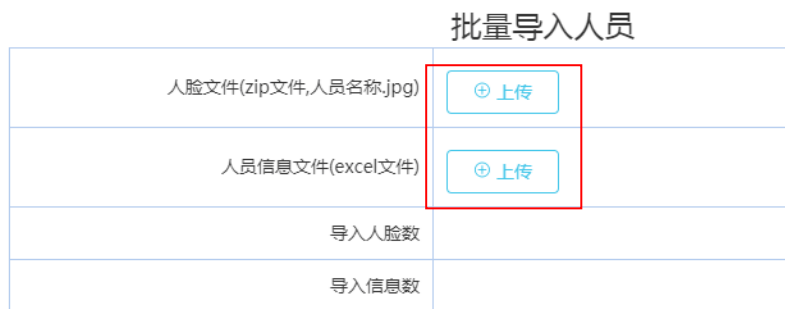 批量导入人员
人脸文件(zip文件,人员名称.jpg)
上传
人员信息文件(excel文件)
上传
导入人脸数
导入信息数